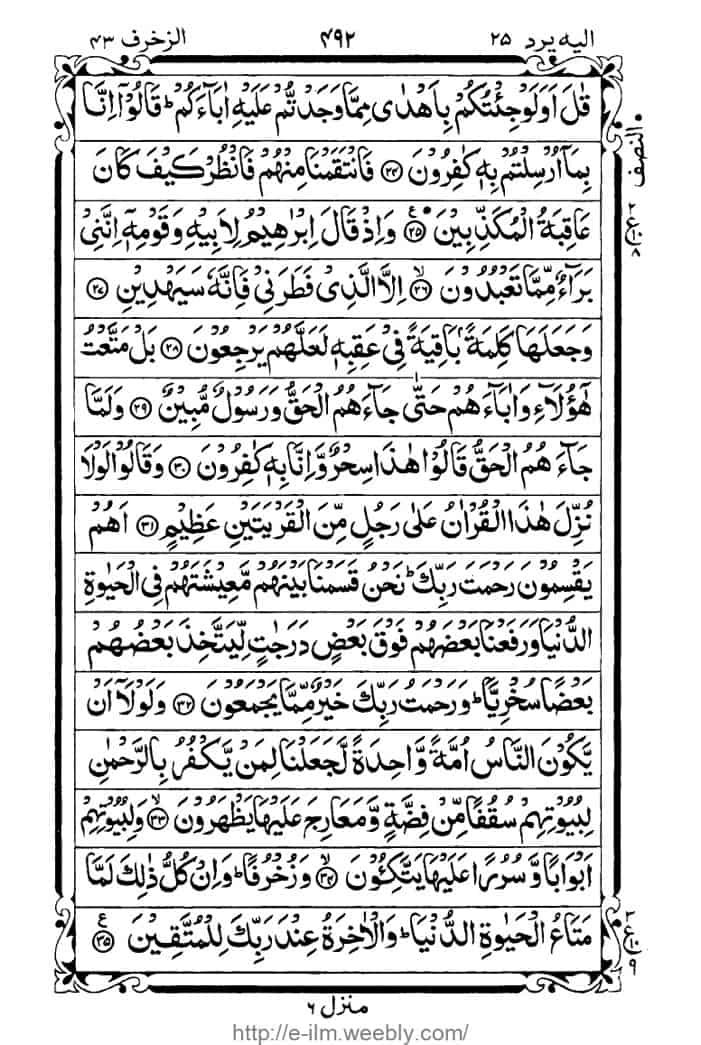 الیه یرد ۲۵ ۴۹۲ الزخرف ۴۳
قٰلَ اَوَلَوْ جِئْتُكُمْ بِاَهْدٰى مِمَّا وَجَدْتُّمْ عَلَيْهِ اٰبَآءَكُمْ ؕ قَالُوْۤا اِنَّا
بِمَاۤ اُرْسِلْتُمْ بِهٖ كٰفِرُوْنَ ﴿۲۴﴾ فَانْتَقَمْنَا مِنْهُمْ فَانْظُرْ كَيْفَ كَانَ
عَاقِبَةُ الْمُكَذِّبِيْنَ ﴿۲۵﴾ وَاِذْ قَالَ اِبْرٰهِيْمُ لِاَبِيْهِ وَقَوْمِهٖۤ اِنَّنِيْ
بَرَآءٌ مِّمَّا تَعْبُدُوْنَ ﴿۲۶﴾ اِلَّا الَّذِيْ فَطَرَنِيْ فَاِنَّهٗ سَيَهْدِيْنِ ﴿۲۷﴾
وَجَعَلَهَا كَلِمَةًۢ بَاقِيَةً فِيْ عَقِبِهٖ لَعَلَّهُمْ يَرْجِعُوْنَ ﴿۲۸﴾ بَلْ مَتَّعْتُ
هٰۤؤُلَآءِ وَاٰبَآءَهُمْ حَتّٰى جَآءَهُمُ الْحَقُّ وَرَسُوْلٌ مُّبِيْنٌ ﴿۲۹﴾ وَلَمَّا
جَآءَهُمُ الْحَقُّ قَالُوْا هٰذَا سِحْرٌ وَّاِنَّا بِهٖ كٰفِرُوْنَ ﴿۳۰﴾ وَقَالُوْا لَوْلَا
نُزِّلَ هٰذَا الْقُرْاٰنُ عَلٰى رَجُلٍ مِّنَ الْقَرْيَتَيْنِ عَظِيْمٍ ﴿۳۱﴾ اَهُمْ
يَقْسِمُوْنَ رَحْمَتَ رَبِّكَ ؕ نَحْنُ قَسَمْنَا بَيْنَهُمْ مَّعِيْشَتَهُمْ فِي الْحَيٰوةِ
الدُّنْيَا وَرَفَعْنَا بَعْضَهُمْ فَوْقَ بَعْضٍ دَرَجٰتٍ لِّيَتَّخِذَ بَعْضُهُمْ
بَعْضًا سُخْرِيًّا ؕ وَرَحْمَتُ رَبِّكَ خَيْرٌ مِّمَّا يَجْمَعُوْنَ ﴿۳۲﴾ وَلَوْلَاۤ اَنْ
يَّكُوْنَ النَّاسُ اُمَّةً وَّاحِدَةً لَّجَعَلْنَا لِمَنْ يَّكْفُرُ بِالرَّحْمٰنِ
لِبُيُوْتِهِمْ سُقُفًا مِّنْ فِضَّةٍ وَّمَعَارِجَ عَلَيْهَا يَظْهَرُوْنَ ﴿۳۳﴾ وَلِبُيُوْتِهِمْ
اَبْوَابًا وَّسُرُرًا عَلَيْهَا يَتَّكِـُٔوْنَ ﴿۳۴﴾ وَزُخْرُفًا ؕ وَاِنْ كُلُّ ذٰلِكَ لَمَّا
مَتَاعُ الْحَيٰوةِ الدُّنْيَا ؕ وَالْاٰخِرَةُ عِنْدَ رَبِّكَ لِلْمُتَّقِيْنَ ﴿۳۵﴾ ع
النصف
۲ ع ۱۰
۳ ع ۹
منزل ۶
http://e-ilm.weebly.com/